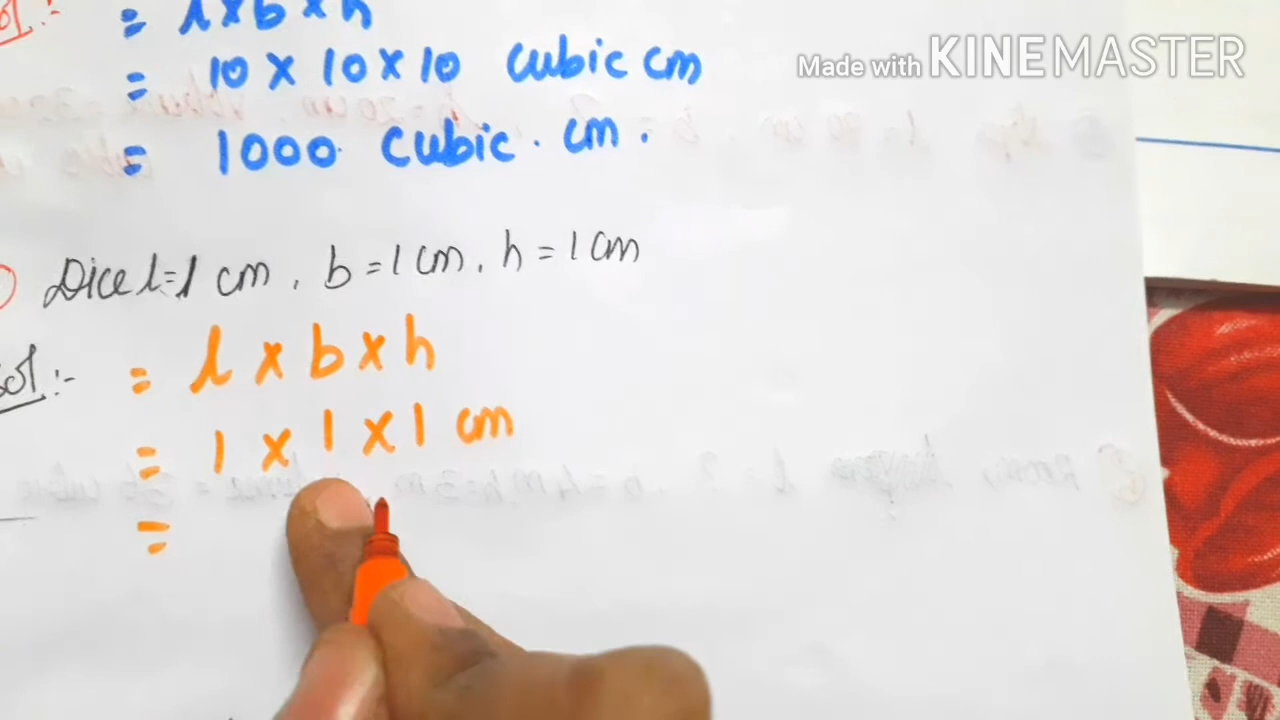 = l x b x h
Made with KINEMASTER
= 10 x 10 x 10 cubic cm
= 1000 cubic. cm.
Dice l=1 cm, b=1 cm, h=1 cm
Sol:- = l x b x h
= 1 x 1 x 1 cm
=